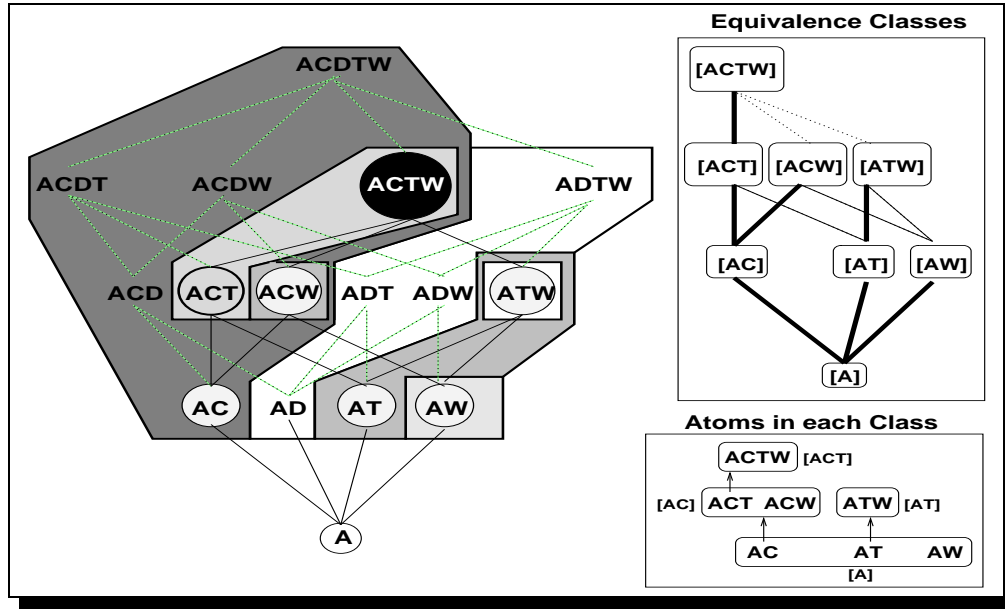 ACDTW
ACDT ACDW ACTW ADTW
ACD ACT ACW ADT ADW ATW
AC AD AT AW
A
Equivalence Classes
[ACTW]
[ACT] [ACW] [ATW]
[AC] [AT] [AW]
[A]
Atoms in each Class
ACTW [ACT]
[AC] ACT ACW ATW [AT]
AC AT AW
[A]